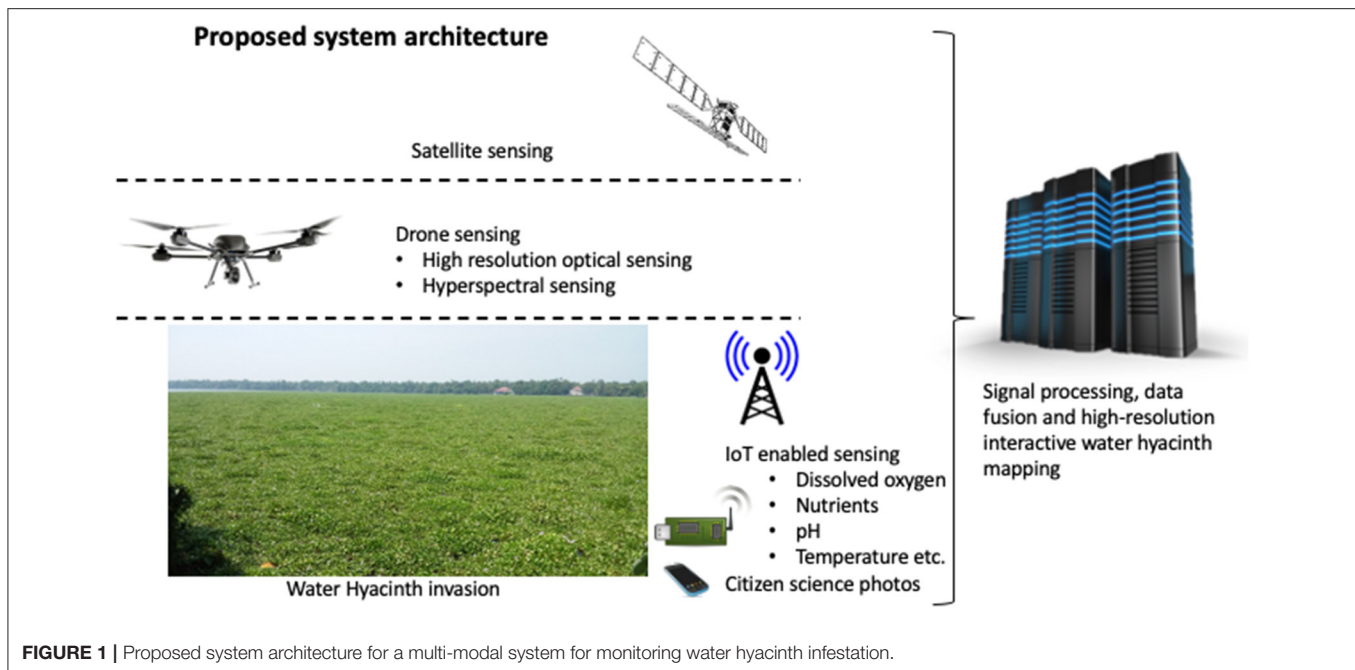 Proposed system architecture
Satellite sensing
Drone sensing
• High resolution optical sensing
• Hyperspectral sensing
Water Hyacinth invasion
IoT enabled sensing
• Dissolved oxygen
• Nutrients
• pH
• Temperature etc.
Citizen science photos
Signal processing, data
fusion and high-resolution
interactive water hyacinth
mapping
FIGURE 1 | Proposed system architecture for a multi-modal system for monitoring water hyacinth infestation.